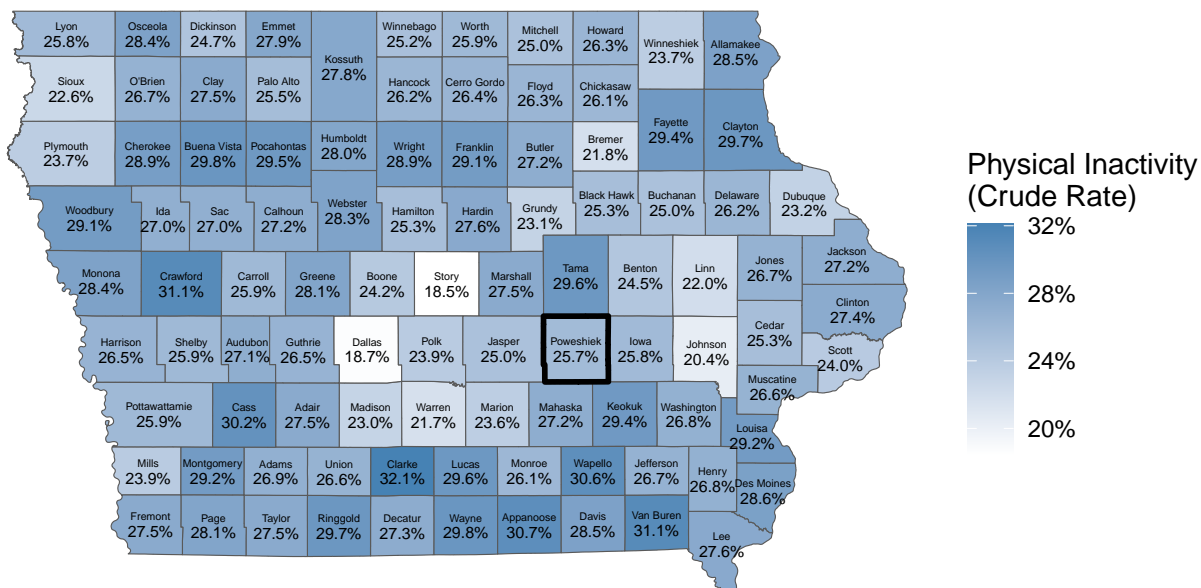 Lyon
25.8%
Osceola
28.4%
Dickinson
24.7%
Emmet
27.9%
Kossuth
27.8%
Winnebago
25.2%
Worth
25.9%
Mitchell
25.0%
Howard
26.3%
Winneshiek
23.7%
Allamakee
28.5%
Sioux
22.6%
O'Brien
26.7%
Clay
27.5%
Palo Alto
25.5%
Hancock
26.2%
Cerro Gordo
26.4%
Floyd
26.3%
Chickasaw
26.1%
Fayette
29.4%
Clayton
29.7%
Plymouth
23.7%
Cherokee
28.9%
Buena Vista
29.8%
Pocahontas
29.5%
Humboldt
28.0%
Wright
28.9%
Franklin
29.1%
Butler
27.2%
Bremer
21.8%
Woodbury
29.1%
Ida
27.0%
Sac
27.0%
Calhoun
27.2%
Webster
28.3%
Hamilton
25.3%
Hardin
27.6%
Grundy
23.1%
Black Hawk
25.3%
Buchanan
25.0%
Delaware
26.2%
Dubuque
23.2%
Monona
28.4%
Crawford
31.1%
Carroll
25.9%
Greene
28.1%
Boone
24.2%
Story
18.5%
Marshall
27.5%
Tama
29.6%
Benton
24.5%
Linn
22.0%
Jones
26.7%
Jackson
27.2%
Clinton
27.4%
Harrison
26.5%
Shelby
25.9%
Audubon
27.1%
Guthrie
26.5%
Dallas
18.7%
Polk
23.9%
Jasper
25.0%
Poweshiek
25.7%
Iowa
25.8%
Johnson
20.4%
Cedar
25.3%
Scott
24.0%
Muscatine
26.6%
Pottawattamie
25.9%
Cass
30.2%
Adair
27.5%
Madison
23.0%
Warren
21.7%
Marion
23.6%
Mahaska
27.2%
Keokuk
29.4%
Washington
26.8%
Louisa
29.2%
Mills
23.9%
Montgomery
29.2%
Adams
26.9%
Union
26.6%
Clarke
32.1%
Lucas
29.6%
Monroe
26.1%
Wapello
30.6%
Jefferson
26.7%
Henry
26.8%
Des Moines
28.6%
Fremont
27.5%
Page
28.1%
Taylor
27.5%
Ringgold
29.7%
Decatur
27.3%
Wayne
29.8%
Appanoose
30.7%
Davis
28.5%
Van Buren
31.1%
Lee
27.6%
Physical Inactivity
(Crude Rate)
32%
28%
24%
20%